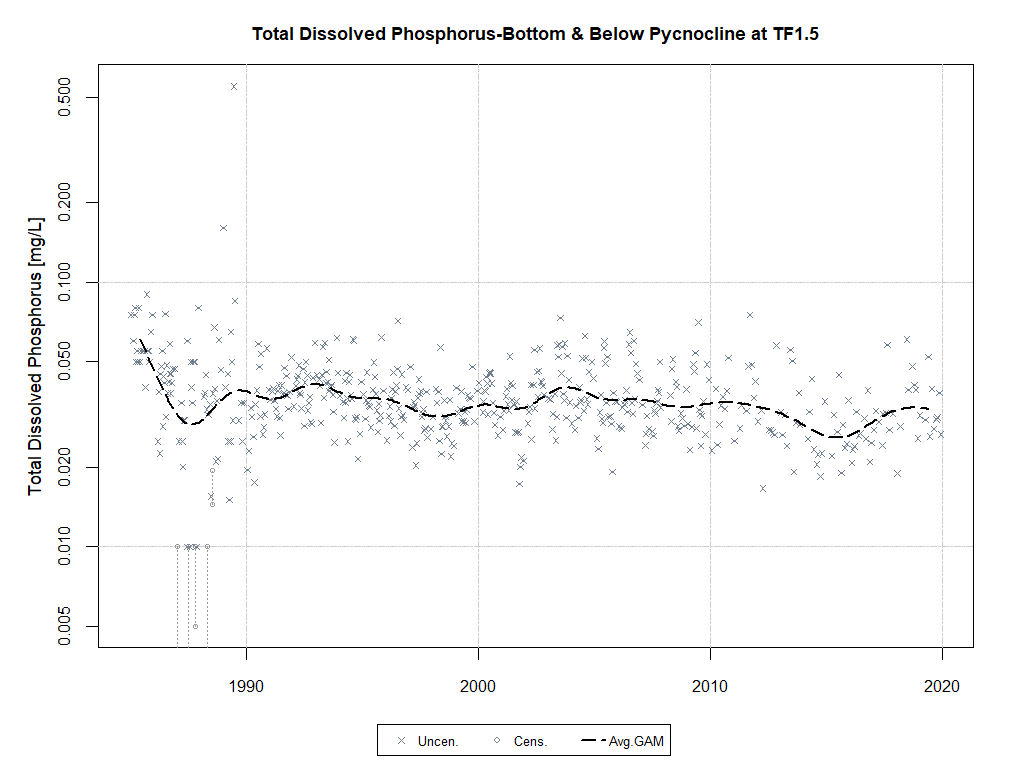 Total Dissolved Phosphorus-Bottom & Below Pycnocline at TF1.5
Total Dissolved Phosphorus [mg/L]
0.500
0.200
0.100
0.050
0.020
0.010
0.005
1990
2000
2010
2020
Uncen.
Cens.
Avg.GAM